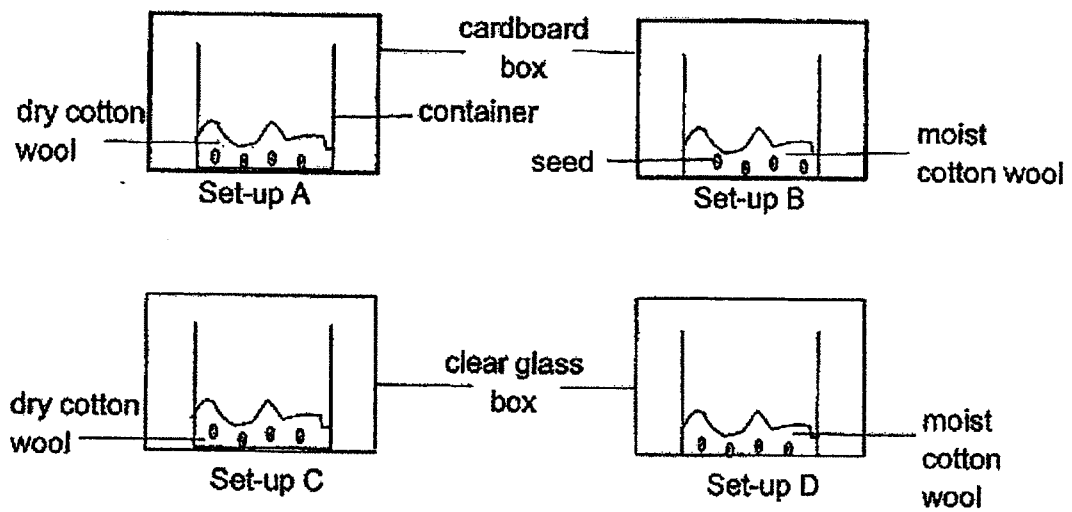 cardboard
box
dry cotton
wool
container
seed
moist
cotton wool
Set-up A
Set-up B
clear glass
box
dry cotton
wool
moist
cotton
wool
Set-up C
Set-up D